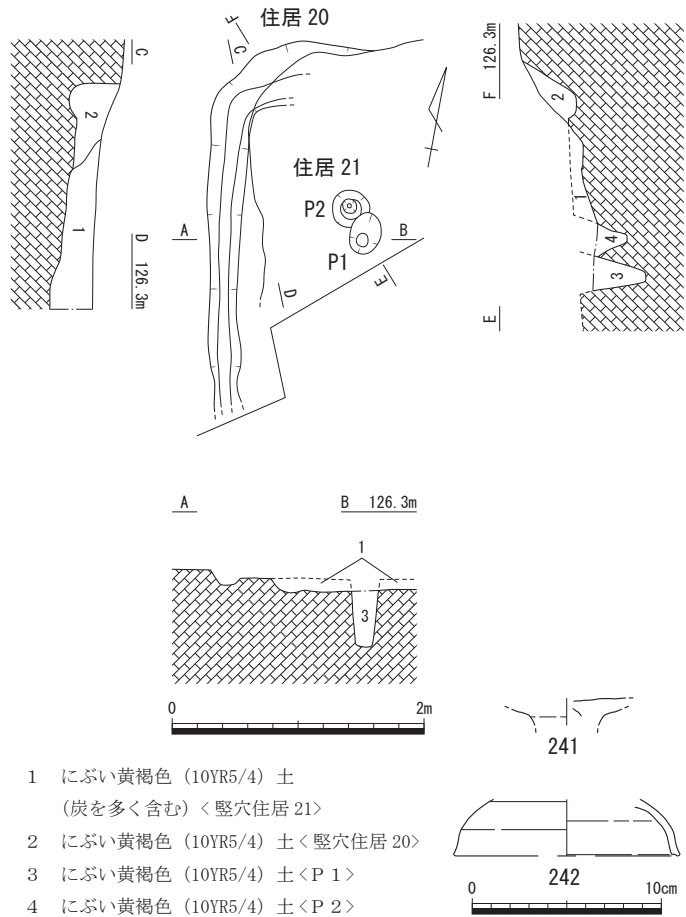 住居 20
F
C
C
F 126.3m
2
2
住居 21
P2
P1
A
B
1
1
D 126.3m
D
E
4
3
E
A
B 126.3m
1
3
0 2m
241
242
0 10cm
1 にぶい黄褐色（10YR5/4）土
（炭を多く含む）＜竪穴住居 21＞
2 にぶい黄褐色（10YR5/4）土＜竪穴住居 20＞
3 にぶい黄褐色（10YR5/4）土＜P 1＞
4 にぶい黄褐色（10YR5/4）土＜P 2＞